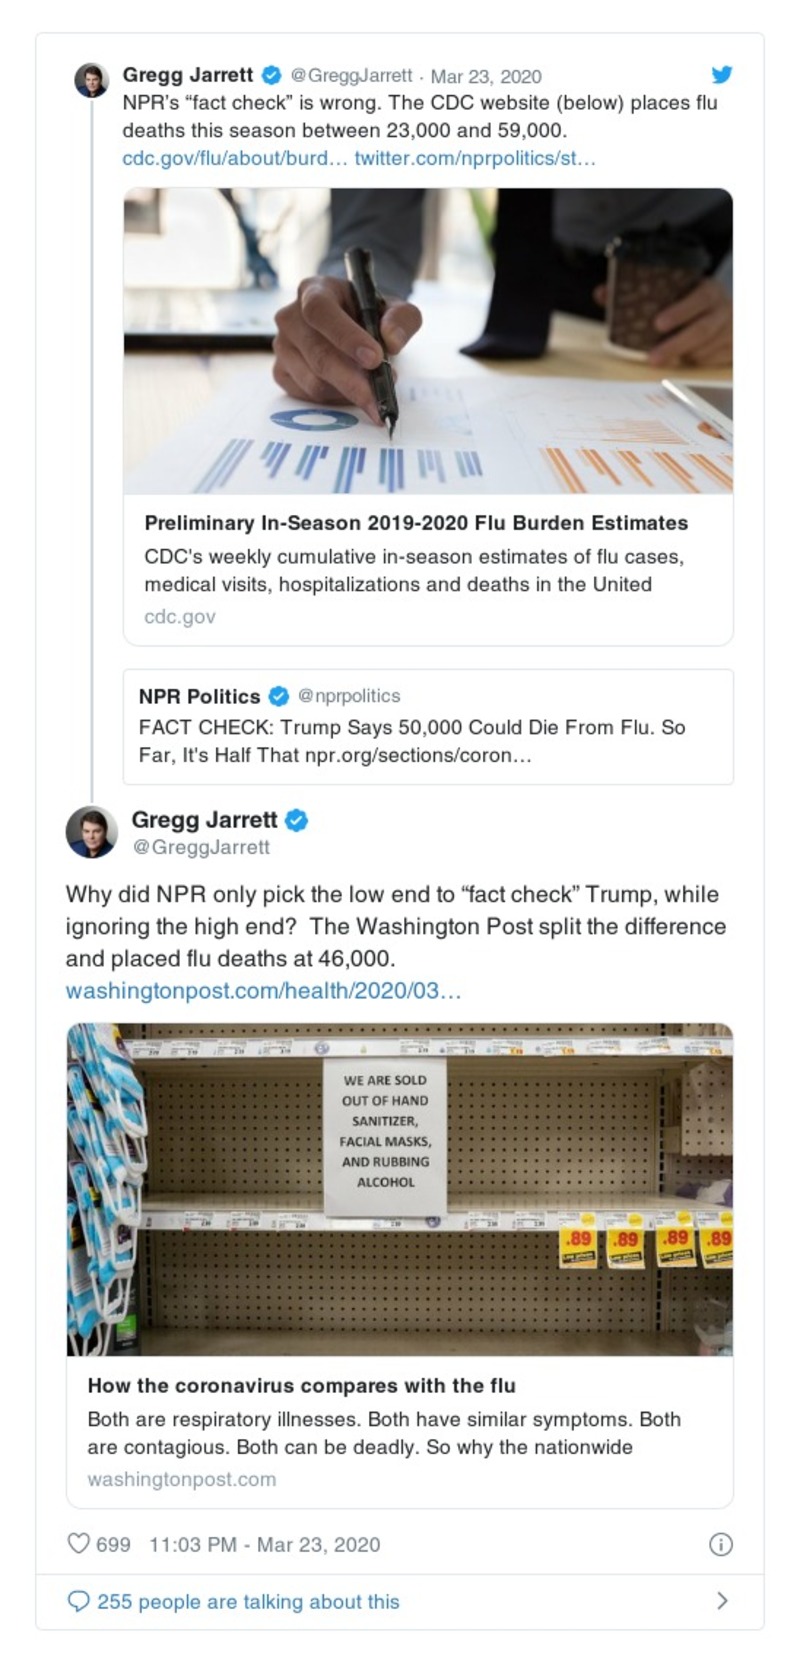 Gregg Jarrett @GreggJarrett · Mar 23, 2020
NPR's “fact check” is wrong. The CDC website (below) places flu
deaths this season between 23,000 and 59,000.
cdc.gov/flu/about/burd… twitter.com/nprpolitics/st…
Preliminary In-Season 2019-2020 Flu Burden Estimates
CDC's weekly cumulative in-season estimates of flu cases,
medical visits, hospitalizations and deaths in the United
cdc.gov
NPR Politics @nprpolitics
FACT CHECK: Trump Says 50,000 Could Die From Flu. So
Far, It's Half That npr.org/sections/coron…
Gregg Jarrett
@GreggJarrett
Why did NPR only pick the low end to “fact check” Trump, while
ignoring the high end?  The Washington Post split the difference
and placed flu deaths at 46,000.
washingtonpost.com/health/2020/03…
WE ARE SOLD
OUT OF HAND
SANITIZER,
FACIAL MASKS,
AND RUBBING
ALCOHOL
.89 .89 .89 .89
How the coronavirus compares with the flu
Both are respiratory illnesses. Both have similar symptoms. Both
are contagious. Both can be deadly. So why the nationwide
washingtonpost.com
699 11:03 PM - Mar 23, 2020
255 people are talking about this